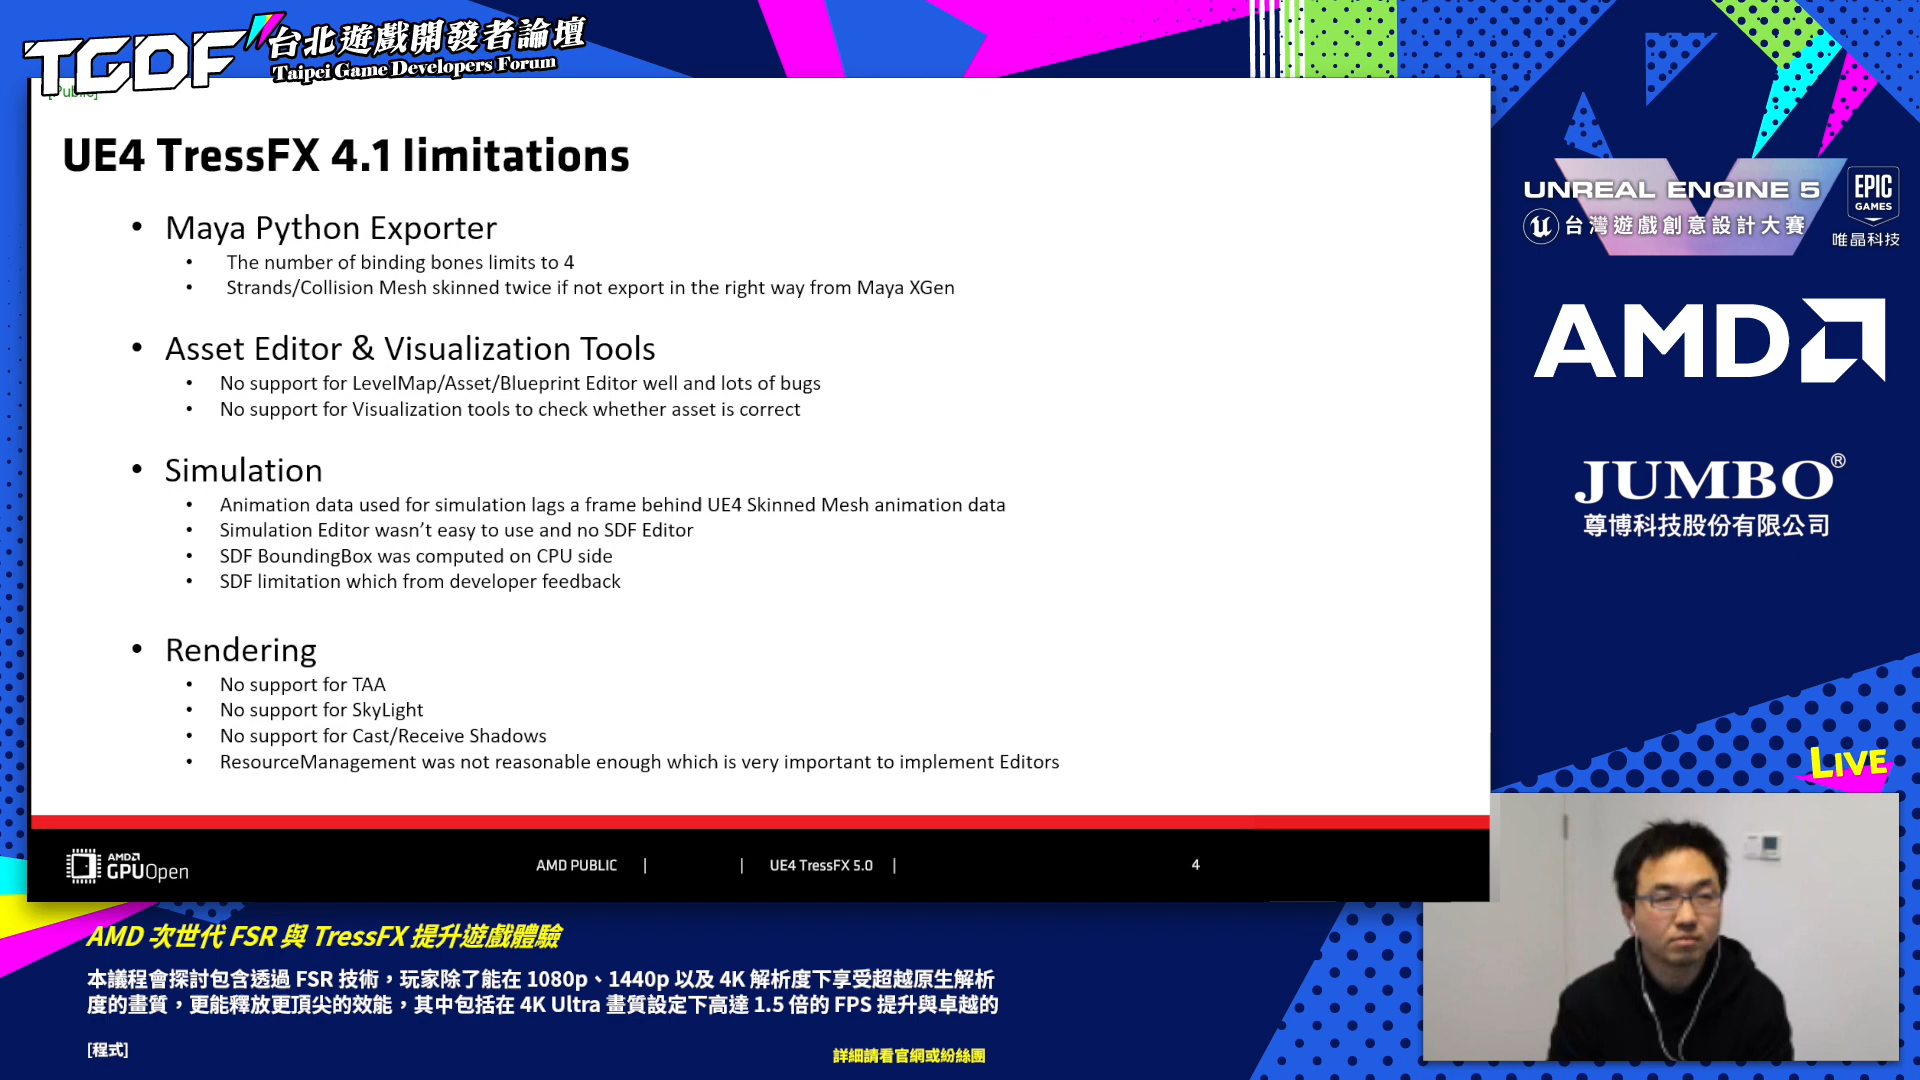 TGDF 台北遊戲開發者論壇
Taipei Game Developers Forum
[Public]
UE4 TressFX 4.1 limitations
• Maya Python Exporter
• The number of binding bones limits to 4
• Strands/Collision Mesh skinned twice if not export in the right way from Maya XGen
• Asset Editor & Visualization Tools
• No support for LevelMap/Asset/Blueprint Editor well and lots of bugs
• No support for Visualization tools to check whether asset is correct
• Simulation
• Animation data used for simulation lags a frame behind UE4 Skinned Mesh animation data
• Simulation Editor wasn’t easy to use and no SDF Editor
• SDF BoundingBox was computed on CPU side
• SDF limitation which from developer feedback
• Rendering
• No support for TAA
• No support for SkyLight
• No support for Cast/Receive Shadows
• ResourceManagement was not reasonable enough which is very important to implement Editors
AMD GPUOpen
AMD PUBLIC | | UE4 TressFX 5.0 | 4
UNREAL ENGINE 5
台灣遊戲創意設計大賽
EPIC GAMES
唯晶科技
AMD
JUMBO®
尊博科技股份有限公司
LIVE
AMD 次世代 FSR 與 TressFX 提升遊戲體驗
本議程會探討包含透過 FSR 技術，玩家除了能在 1080p、1440p 以及 4K 解析度下享受超越原生解析
度的畫質，更能釋放更頂尖的效能，其中包括在 4K Ultra 畫質設定下高達 1.5 倍的 FPS 提升與卓越的
[程式]
詳細請看官網或紛絲團